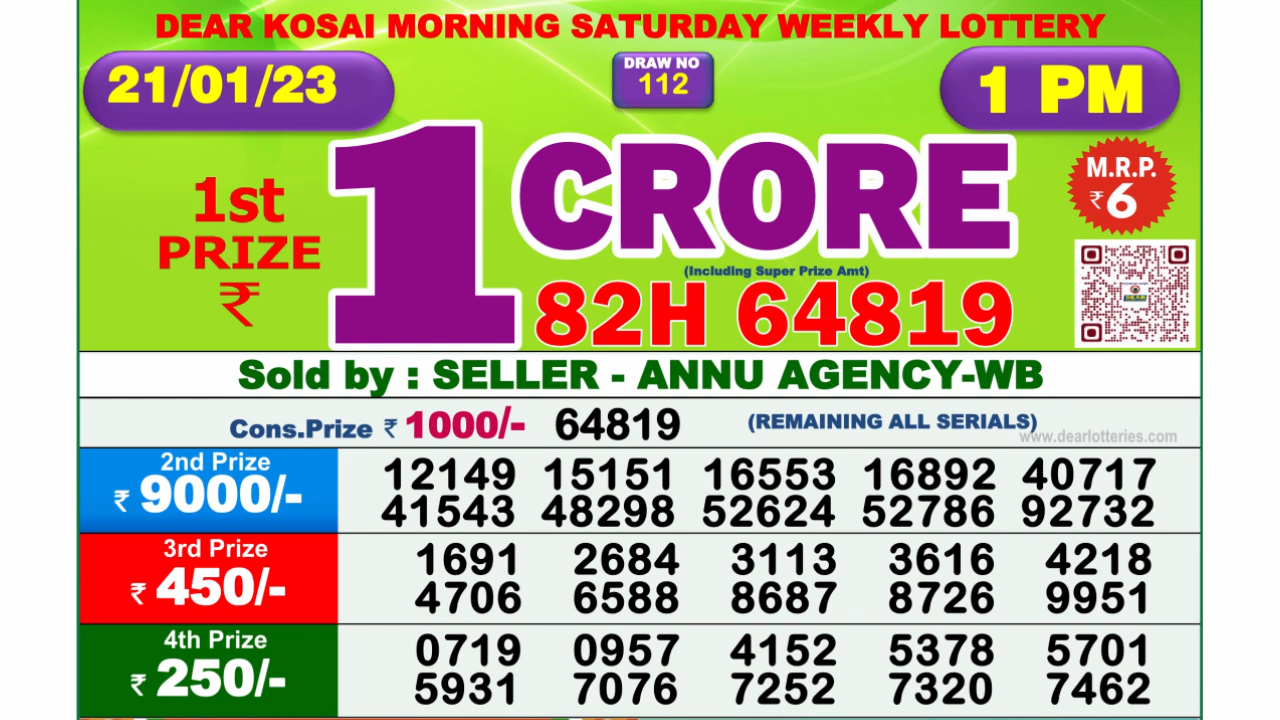 DEAR KOSAI MORNING SATURDAY WEEKLY LOTTERY
21/01/23
DRAW NO
112
1 PM
1st
PRIZE
₹
1 CRORE
(Including Super Prize Amt)
82H 64819
M.R.P.
₹6
DEAR
Sold by : SELLER - ANNU AGENCY-WB
Cons.Prize ₹ 1000/- 64819 (REMAINING ALL SERIALS)
www.dearlotteries.com
2nd Prize
₹ 9000/-
12149 15151 16553 16892 40717
41543 48298 52624 52786 92732
3rd Prize
₹ 450/-
1691 2684 3113 3616 4218
4706 6588 8687 8726 9951
4th Prize
₹ 250/-
0719 0957 4152 5378 5701
5931 7076 7252 7320 7462